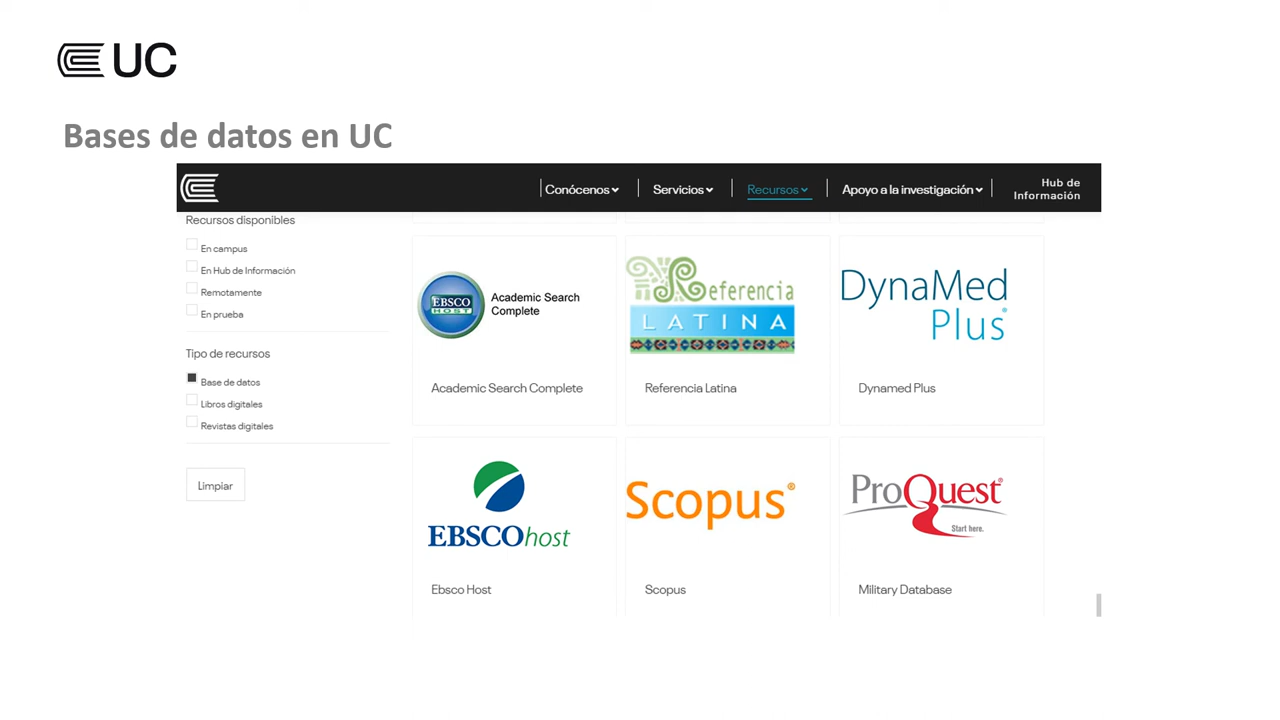 UC
Bases de datos en UC
Conócenos
Servicios
Recursos
Apoyo a la investigación
Hub de
Información
Recursos disponibles
En campus
En Hub de Información
Remotamente
En prueba
Tipo de recursos
Base de datos
Libros digitales
Revistas digitales
Limpiar
EBSCO
HOST
Academic Search
Complete
Academic Search Complete
Referencia
LATINA
Referencia Latina
DynaMed
Plus®
Dynamed Plus
EBSCOhost
Ebsco Host
Scopus®
Scopus
ProQuest®
Start here.
Military Database